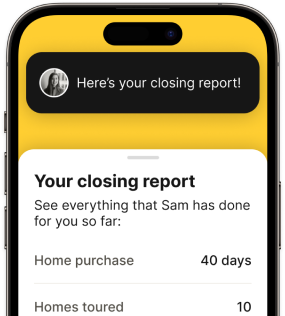 Here's your closing report!
Your closing report
See everything that Sam has done
for you so far:
Home purchase 40 days
Homes toured 10